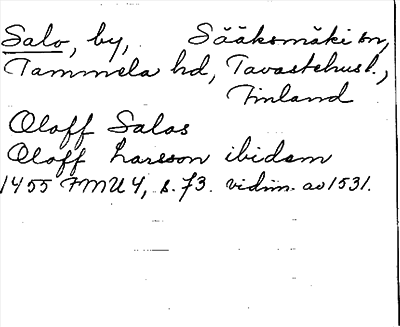 Salo, by, Sääksmäki sn,
Tammela hd, Tavastehusl.,
Finland
Oloff Salos
Oloff Larsson ibidem
1455 FMU 4, s. 73. vidim. av 1531.